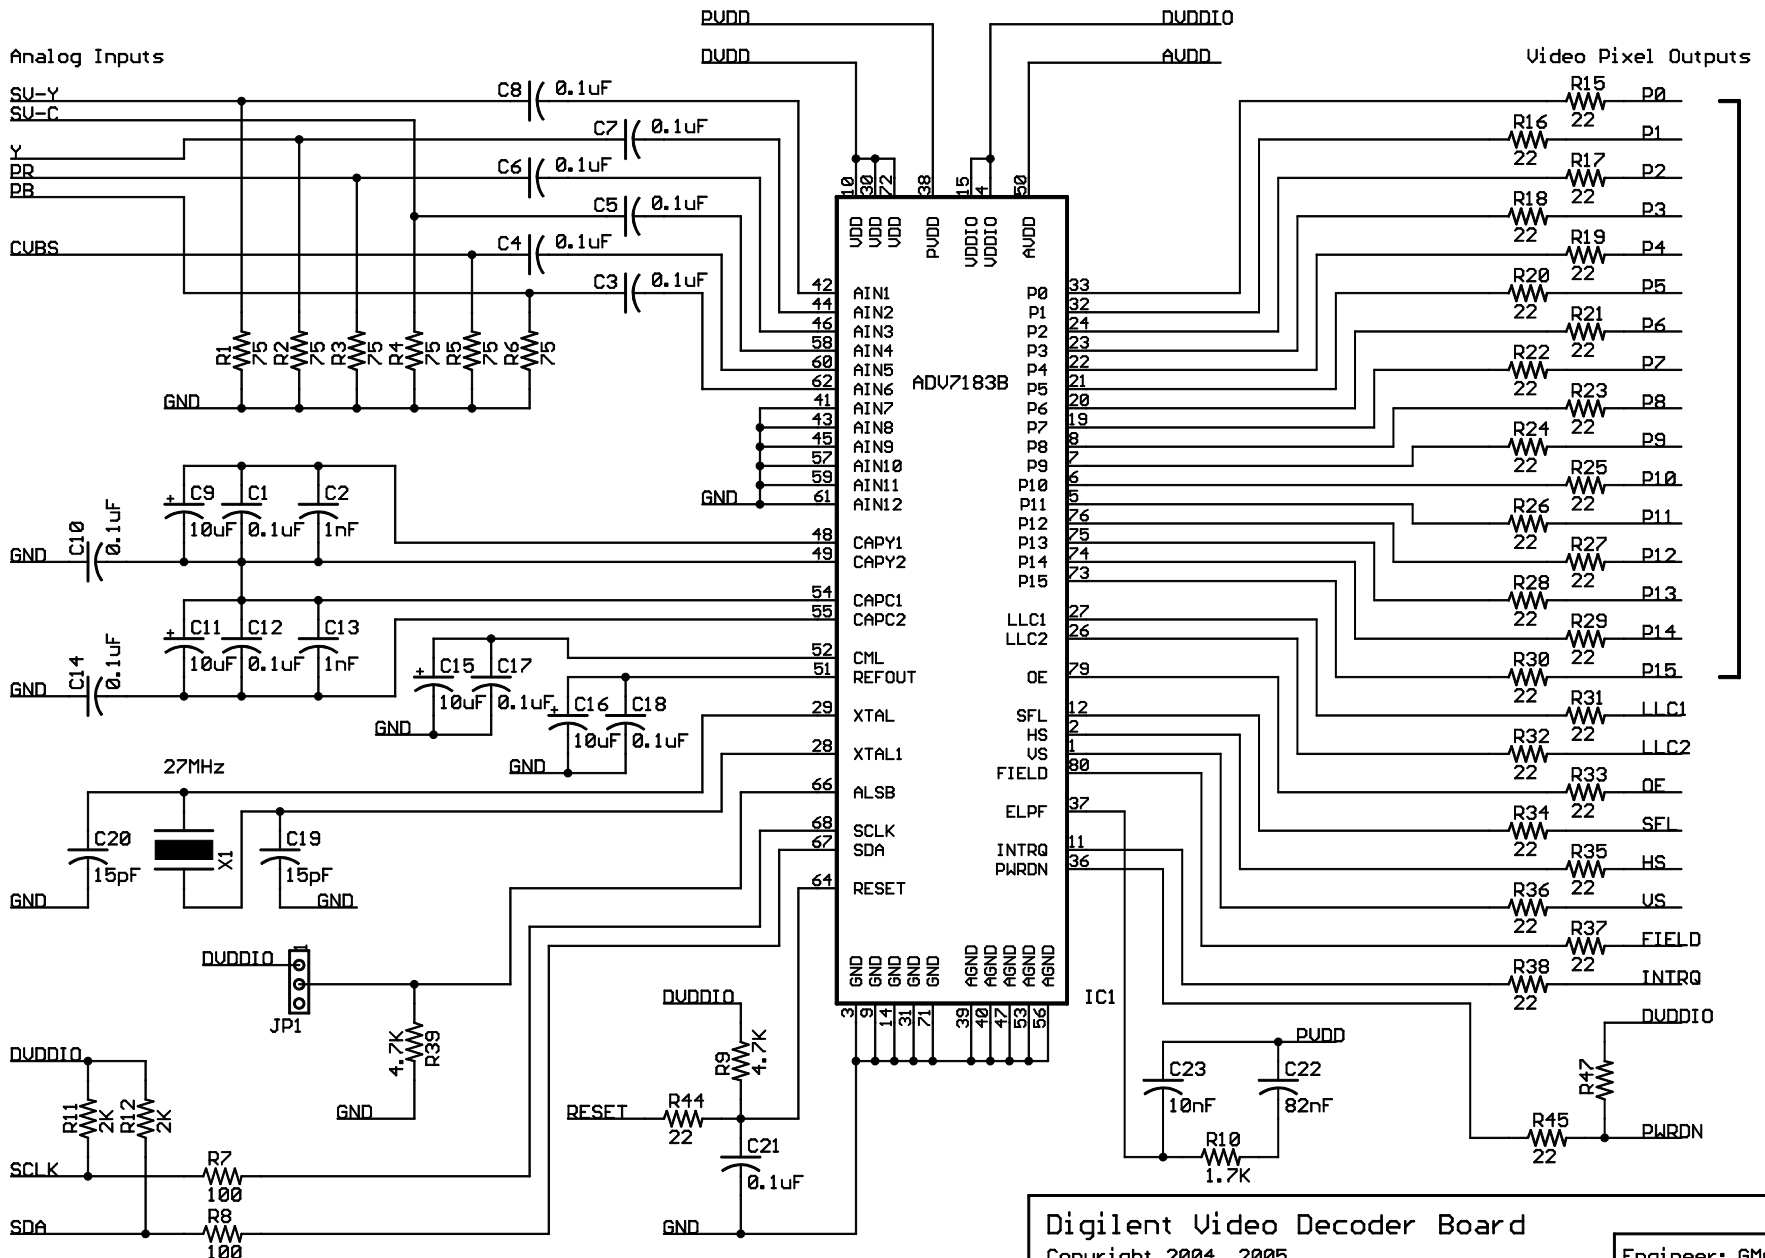 PVDD
DVDDIO
DVDD
AVDD
Analog Inputs
Video Pixel Outputs
SV-Y
SV-C
Y
PR
PB
CVBS
C8 0.1uF
C7 0.1uF
C6 0.1uF
C5 0.1uF
C4 0.1uF
C3 0.1uF
R1 75
R2 75
R3 75
R4 75
R5 75
R6 75
GND
10 30 72 38 15 4 50
VDD VDD VDD PVDD VDDIO VDDIO AVDD
ADV7183B
42 AIN1
44 AIN2
46 AIN3
58 AIN4
60 AIN5
62 AIN6
41 AIN7
43 AIN8
45 AIN9
57 AIN10
59 AIN11
61 AIN12
GND
48 CAPY1
49 CAPY2
54 CAPC1
55 CAPC2
52 CML
51 REFOUT
29 XTAL
28 XTAL1
66 ALSB
68 SCLK
67 SDA
64 RESET
P0 33
P1 32
P2 24
P3 23
P4 22
P5 21
P6 20
P7 19
P8 8
P9 7
P10 6
P11 5
P12 76
P13 75
P14 74
P15 73
LLC1 27
LLC2 26
OE 79
SFL 12
HS 2
VS 1
FIELD 80
ELPF 37
INTRQ 11
PWRDN 36
GND GND GND GND GND AGND AGND AGND AGND AGND
3 9 14 31 71 39 40 47 53 56
IC1
R15 22 P0
R16 22 P1
R17 22 P2
R18 22 P3
R19 22 P4
R20 22 P5
R21 22 P6
R22 22 P7
R23 22 P8
R24 22 P9
R25 22 P10
R26 22 P11
R27 22 P12
R28 22 P13
R29 22 P14
R30 22 P15
R31 22 LLC1
R32 22 LLC2
R33 22 OE
R34 22 SFL
R35 22 HS
R36 22 VS
R37 22 FIELD
R38 22 INTRQ
+ C9 10uF
C1 0.1uF
C2 1nF
GND C10 0.1uF
+ C11 10uF
C12 0.1uF
C13 1nF
GND C14 0.1uF
+ C15 10uF
C17 0.1uF
GND
+ C16 10uF
C18 0.1uF
GND
27MHz
C20 15pF
X1
C19 15pF
GND
GND
DVDDIO
1
JP1
4.7K R39
GND
DVDDIO
R11 2K
R12 2K
SCLK
R7 100
SDA
R8 100
DVDDIO
R9 4.7K
RESET
R44 22
C21 0.1uF
GND
PVDD
C23 10nF
C22 82nF
R10 1.7K
DVDDIO
R47
R45 22
PWRDN
Digilent Video Decoder Board
Copyright 2004, 2005